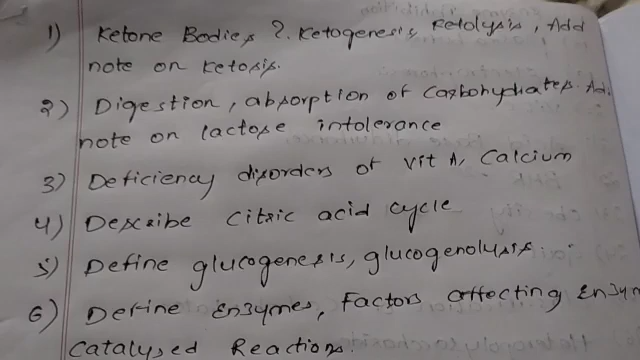 1) Ketone Bodies ? Ketogenesis, Ketolysis, Add
note on Ketosis.
2) Digestion, absorption of Carbohydrates. Ad.
note on lactose intolerance
3) Deficiency disorders of Vit A, Calcium
4) Describe Citric acid cycle
5) Define glucogenesis, glucogenolysis.
6) Define Enzymes, Factors affecting Enzym
Catalysed Reactions.